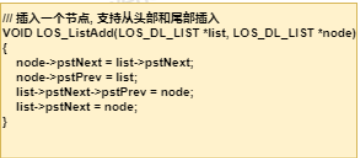 /// 插入一个节点, 支持从头部和尾部插入
VOID LOS_ListAdd(LOS_DL_LIST *list, LOS_DL_LIST *node)
{
    node->pstNext = list->pstNext;
    node->pstPrev = list;
    list->pstNext->pstPrev = node;
    list->pstNext = node;
}